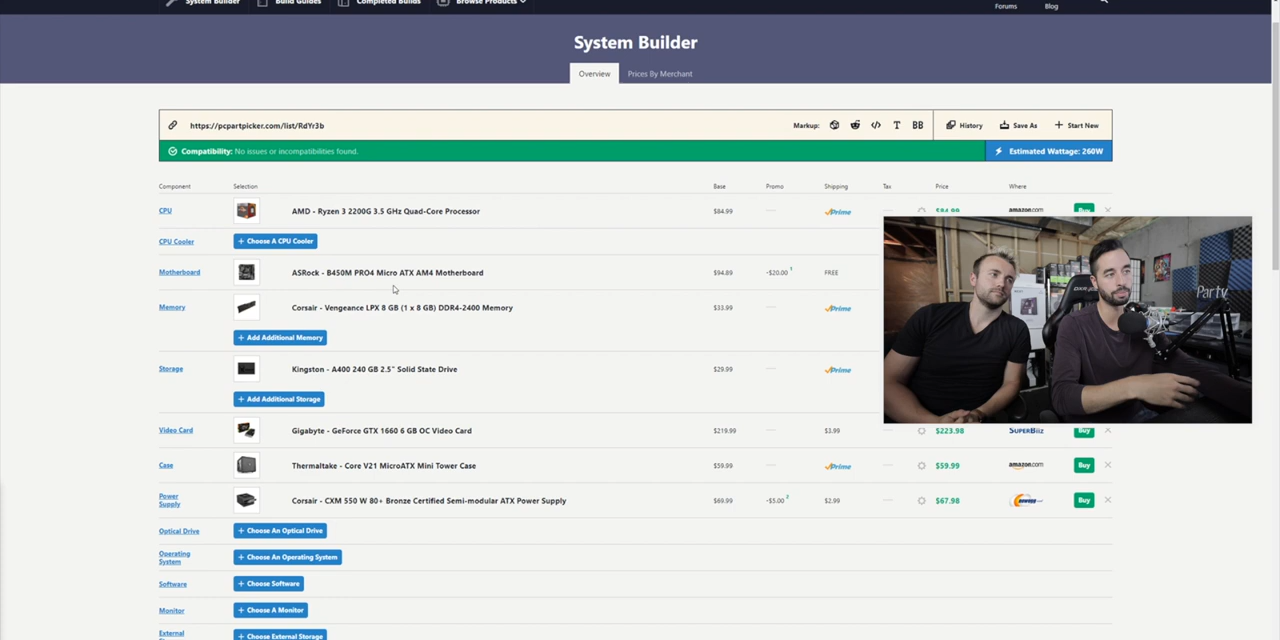 System Builder Build Guides Completed Builds Browse Products
Forums Blog
System Builder
Overview Prices By Merchant
https://pcpartpicker.com/list/RdYr3b Markup: </> T BB History Save As + Start New
Compatibility: No issues or incompatibilities found. Estimated Wattage: 260W
Component Selection Base Promo Shipping Tax Price Where
CPU AMD - Ryzen 3 2200G 3.5 GHz Quad-Core Processor $84.99 Prime $84.99 amazon.com Buy
CPU Cooler + Choose A CPU Cooler
Motherboard ASRock - B450M PRO4 Micro ATX AM4 Motherboard $94.89 -$20.00 1 FREE
Memory Corsair - Vengeance LPX 8 GB (1 x 8 GB) DDR4-2400 Memory $33.99 Prime
+ Add Additional Memory
Storage Kingston - A400 240 GB 2.5" Solid State Drive $29.99 Prime
+ Add Additional Storage
Video Card Gigabyte - GeForce GTX 1660 6 GB OC Video Card $219.99 $3.99 $223.98 SUPERBIIZ Buy
Case Thermaltake - Core V21 MicroATX Mini Tower Case $59.99 Prime $59.99 amazon.com Buy
Power Supply Corsair - CXM 550 W 80+ Bronze Certified Semi-modular ATX Power Supply $69.99 -$5.00 2 $2.99 $67.98 Buy
Optical Drive + Choose An Optical Drive
Operating System + Choose An Operating System
Software + Choose Software
Monitor + Choose A Monitor
External + Choose External Storage
Party